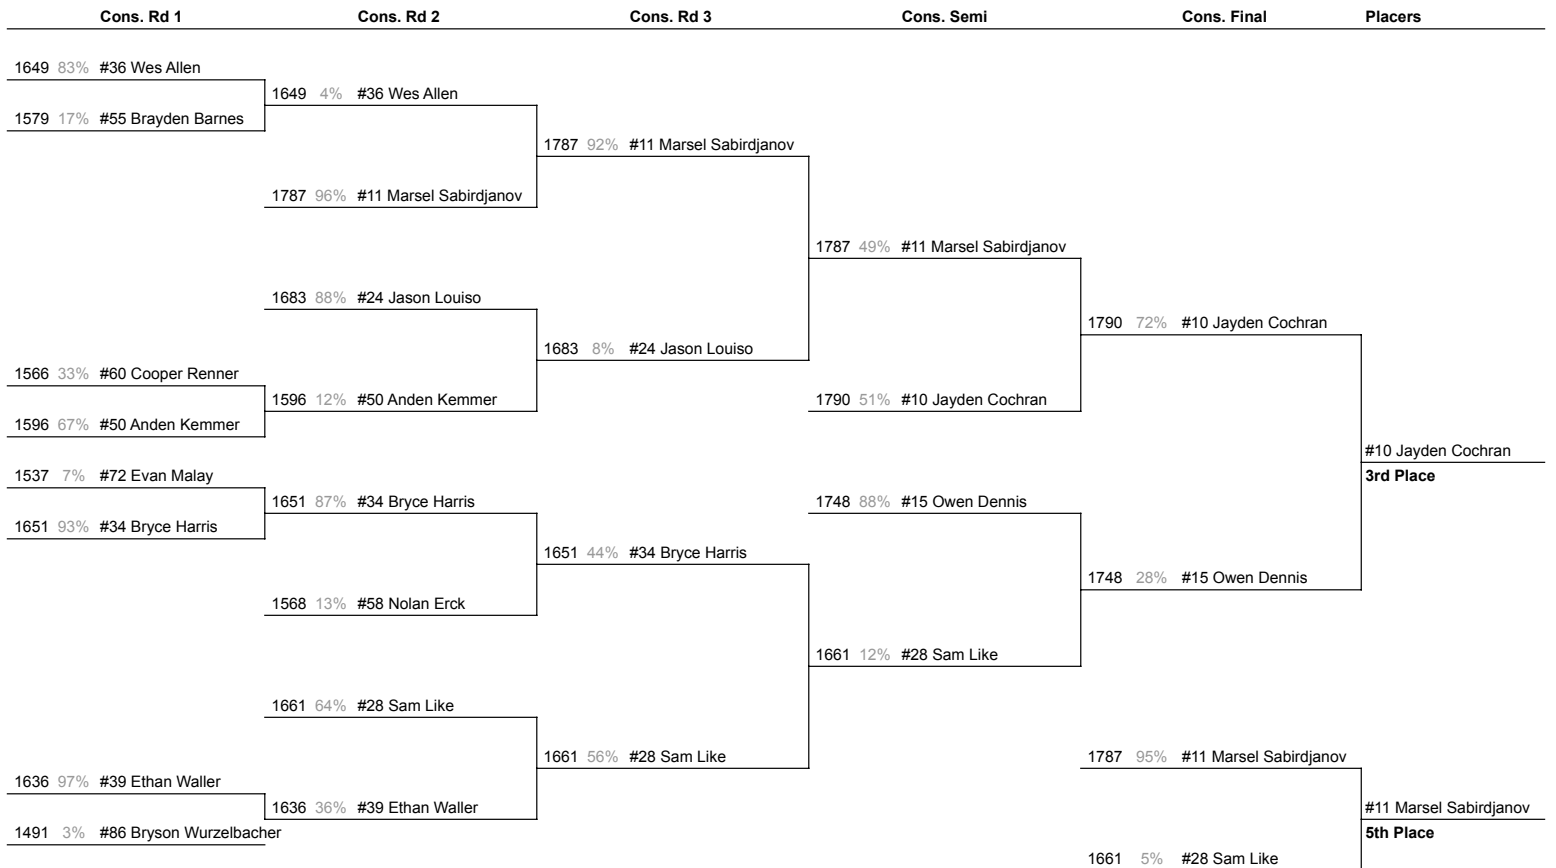 Cons. Rd 1 Cons. Rd 2 Cons. Rd 3 Cons. Semi Cons. Final Placers
1649 83% #36 Wes Allen
1649 4% #36 Wes Allen
1579 17% #55 Brayden Barnes
1787 92% #11 Marsel Sabirdjanov
1787 96% #11 Marsel Sabirdjanov
1787 49% #11 Marsel Sabirdjanov
1683 88% #24 Jason Louiso
1790 72% #10 Jayden Cochran
1683 8% #24 Jason Louiso
1566 33% #60 Cooper Renner
1596 12% #50 Anden Kemmer
1790 51% #10 Jayden Cochran
1596 67% #50 Anden Kemmer
#10 Jayden Cochran
1537 7% #72 Evan Malay
3rd Place
1651 87% #34 Bryce Harris
1748 88% #15 Owen Dennis
1651 93% #34 Bryce Harris
1651 44% #34 Bryce Harris
1748 28% #15 Owen Dennis
1568 13% #58 Nolan Erck
1661 12% #28 Sam Like
1661 64% #28 Sam Like
1661 56% #28 Sam Like
1787 95% #11 Marsel Sabirdjanov
1636 97% #39 Ethan Waller
1636 36% #39 Ethan Waller
#11 Marsel Sabirdjanov
1491 3% #86 Bryson Wurzelbacher
5th Place
1661 5% #28 Sam Like